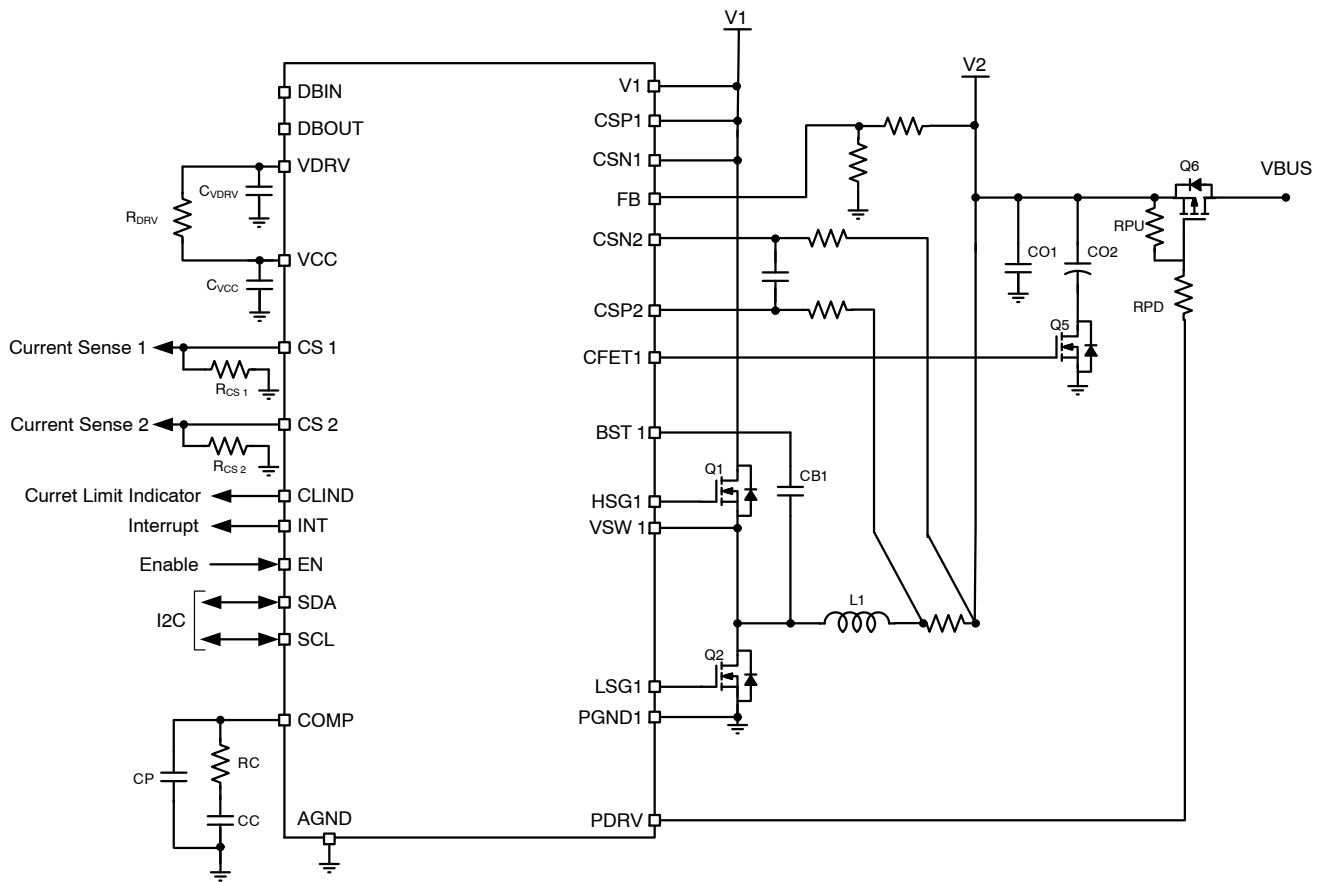 V1
V2
DBIN
DBOUT
VDRV
CVDRV
RDRV
VCC
CVCC
Current Sense 1
CS 1
RCS 1
Current Sense 2
CS 2
RCS 2
Curret Limit Indicator
CLIND
Interrupt
INT
Enable
EN
I2C
SDA
SCL
COMP
CP
RC
CC
AGND
V1
CSP1
CSN1
FB
CSN2
CSP2
CFET1
BST 1
HSG1
VSW 1
LSG1
PGND1
PDRV
Q1
CB1
L1
Q2
Q6
VBUS
RPU
CO1
CO2
RPD
Q5